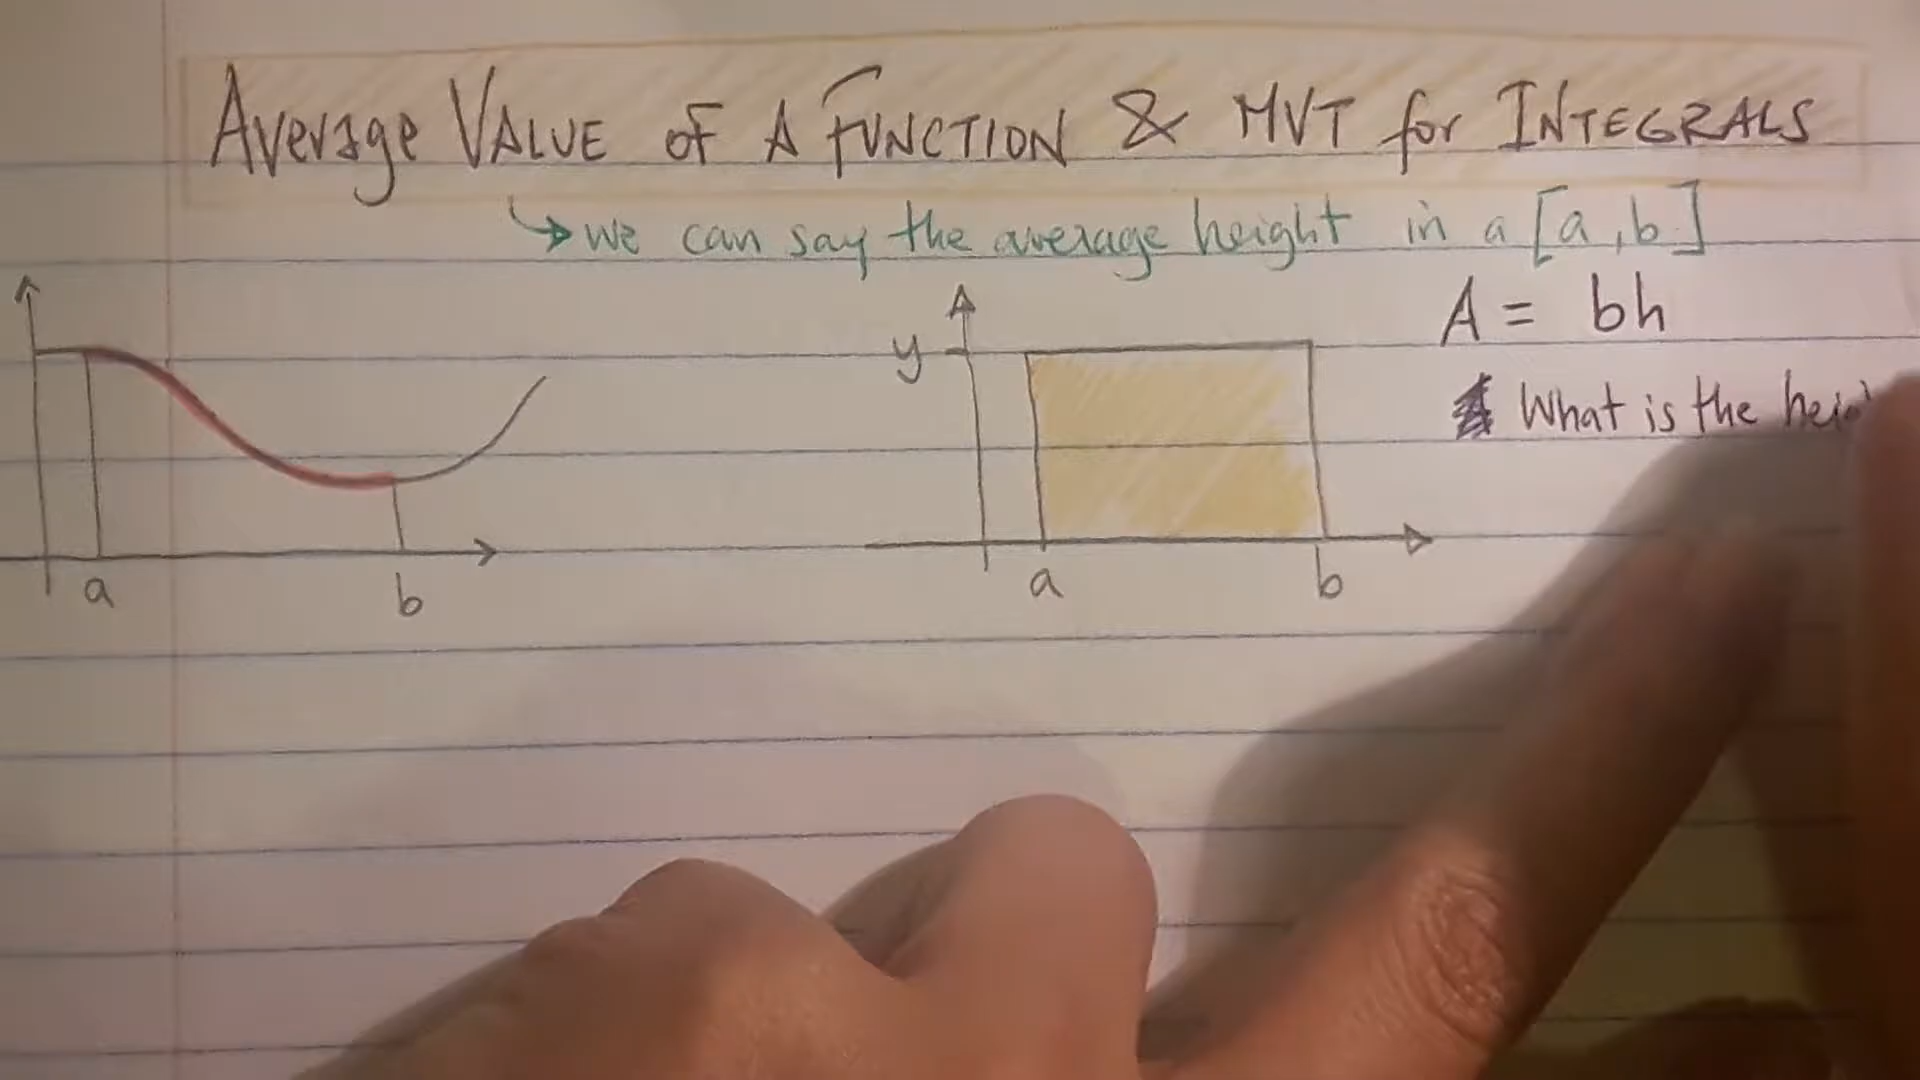 Average VALUE of A FUNCTION & MVT for INTEGRALS
↳ we can say the average height in a [a, b]
A = bh
y
What is the
a
b
a
b